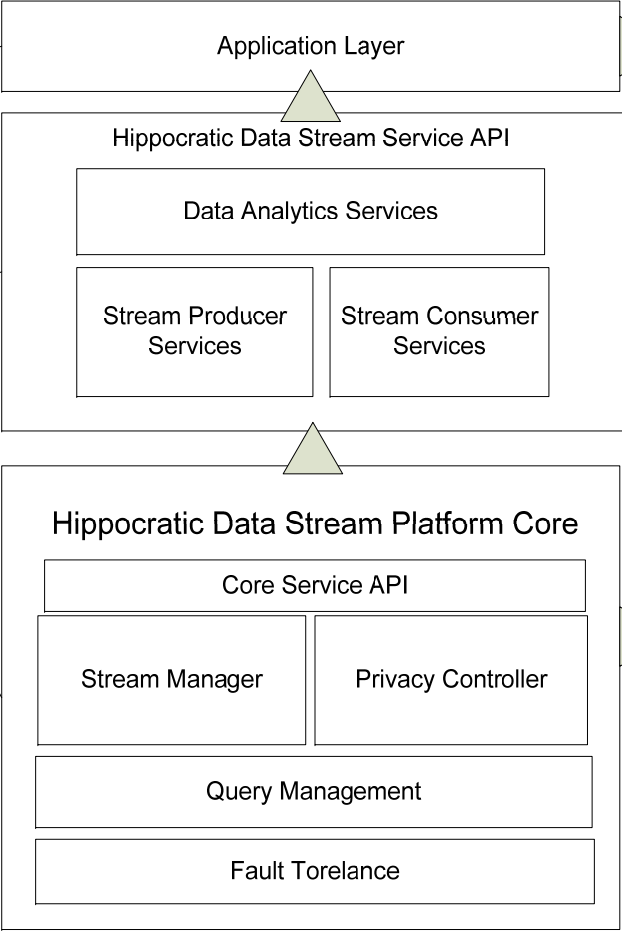 Application Layer
Hippocratic Data Stream Service API
Data Analytics Services
Stream Producer
Services
Stream Consumer
Services
Hippocratic Data Stream Platform Core
Core Service API
Stream Manager
Privacy Controller
Query Management
Fault Torelance